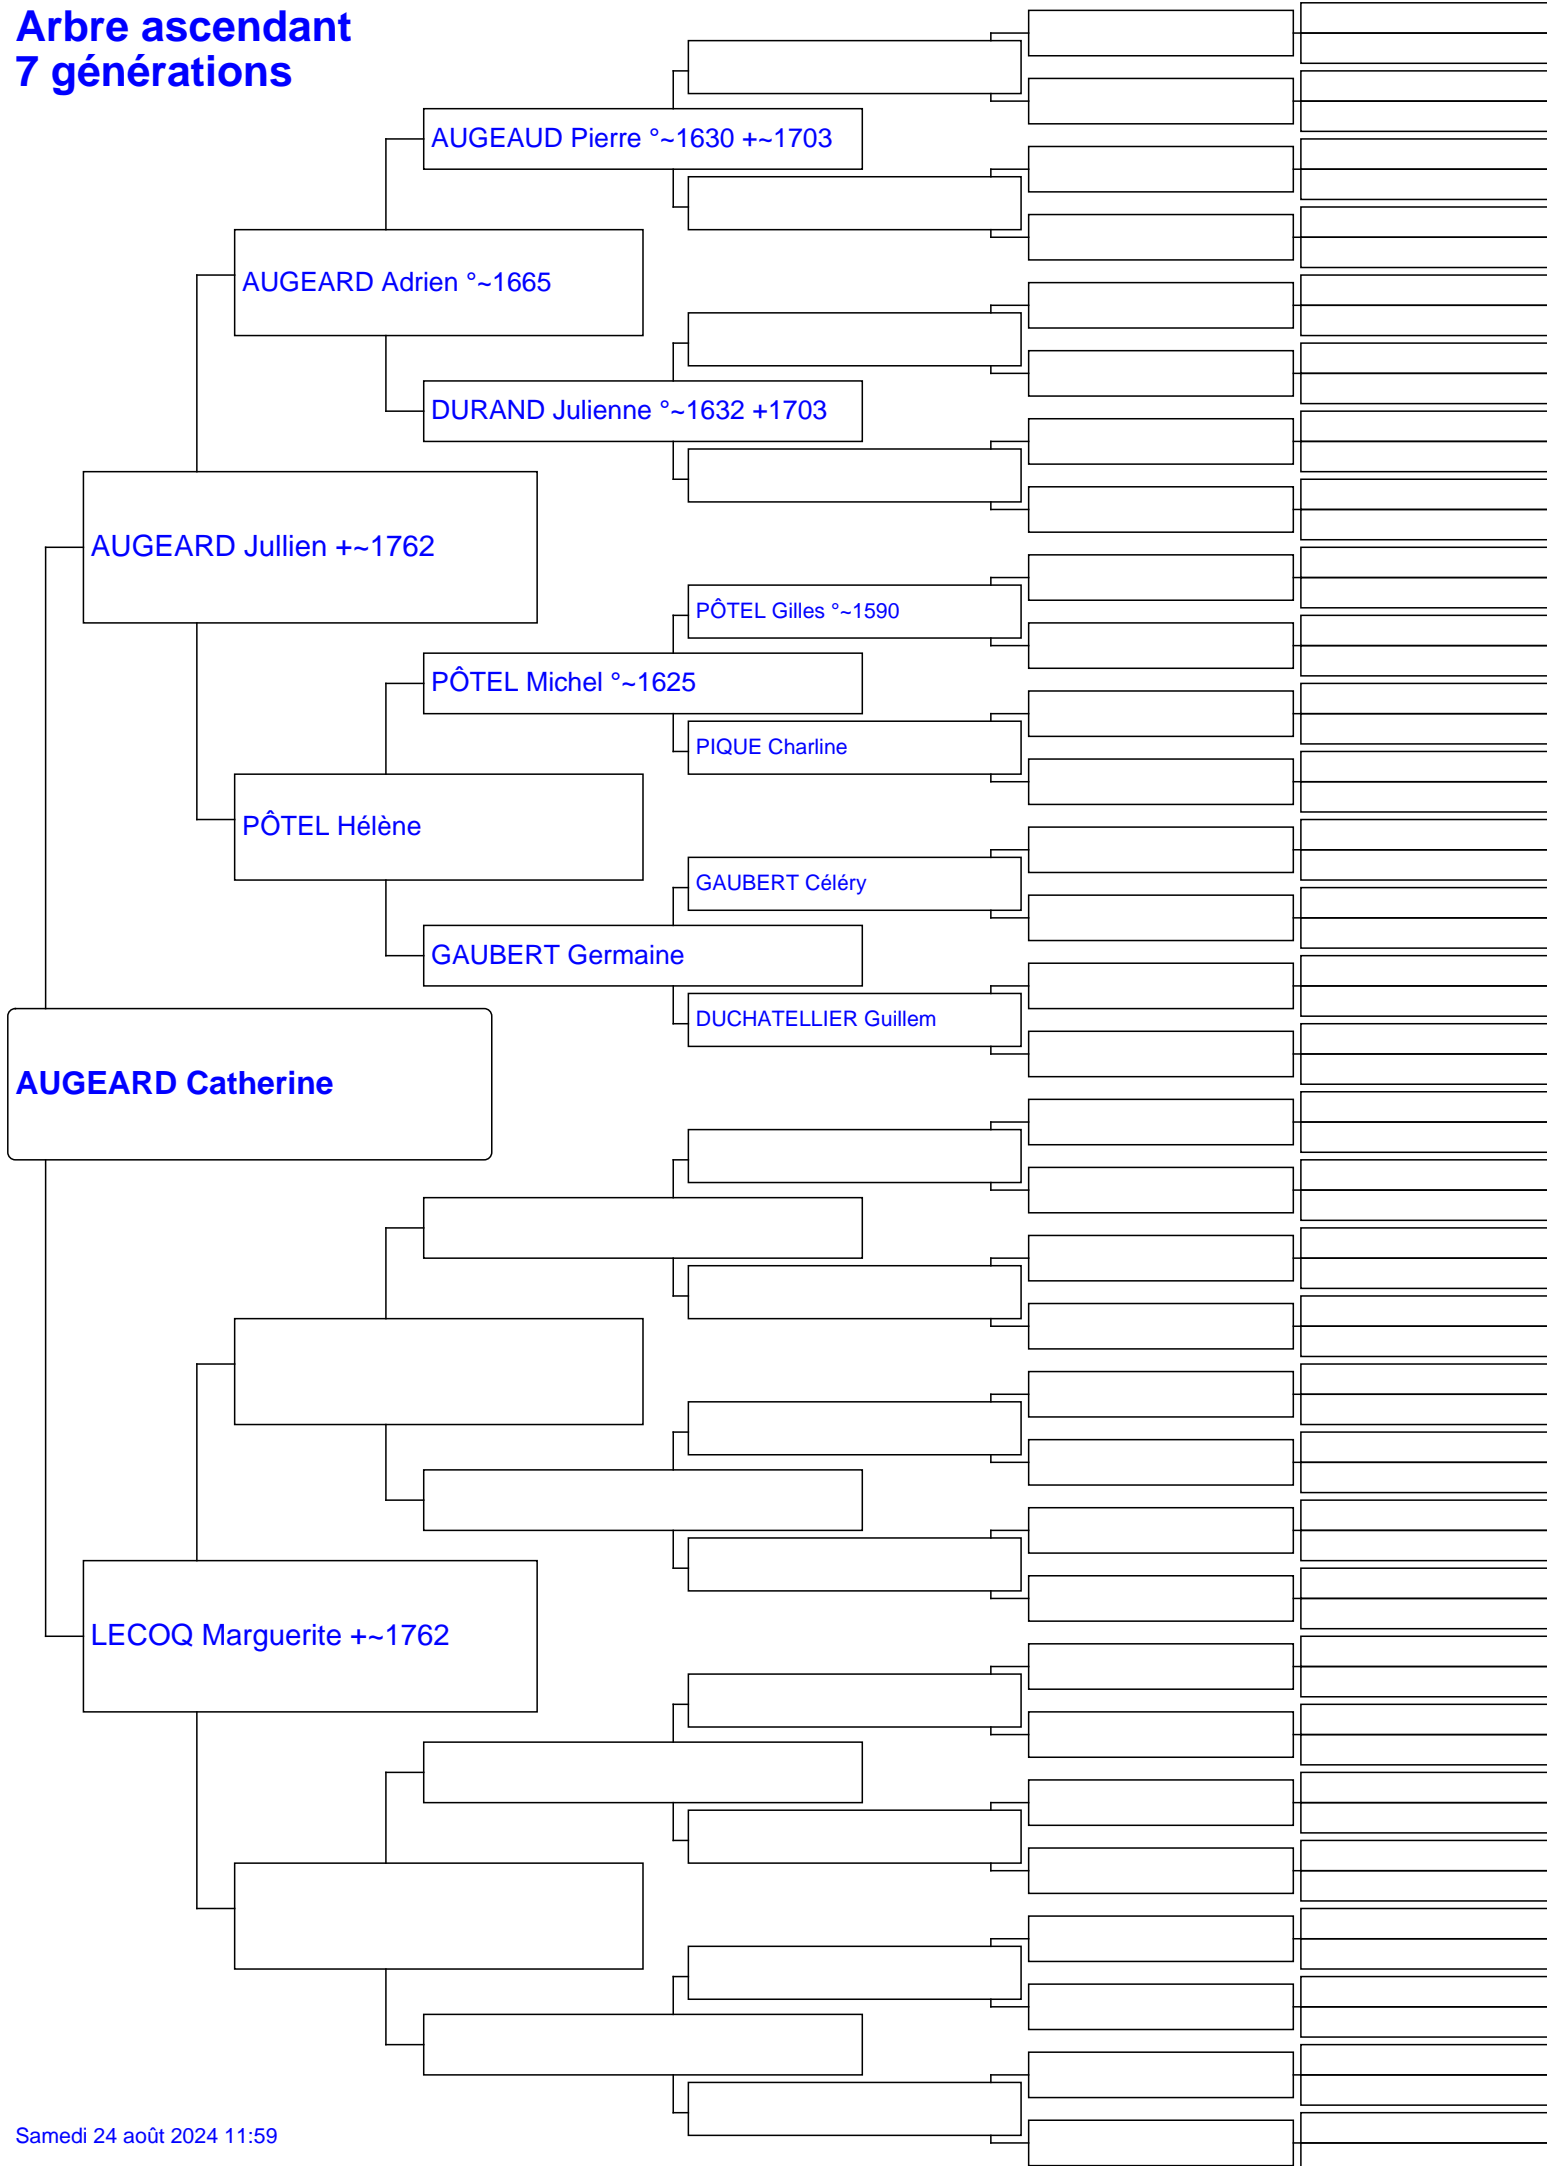 Arbre ascendant
7 générations
AUGEAUD Pierre °~1630 +~1703
AUGEARD Adrien °~1665
DURAND Julienne °~1632 +1703
AUGEARD Jullien +~1762
PÔTEL Gilles °~1590
PÔTEL Michel °~1625
PIQUE Charline
PÔTEL Hélène
GAUBERT Céléry
GAUBERT Germaine
DUCHATELLIER Guillem
AUGEARD Catherine
LECOQ Marguerite +~1762
Samedi 24 août 2024 11:59